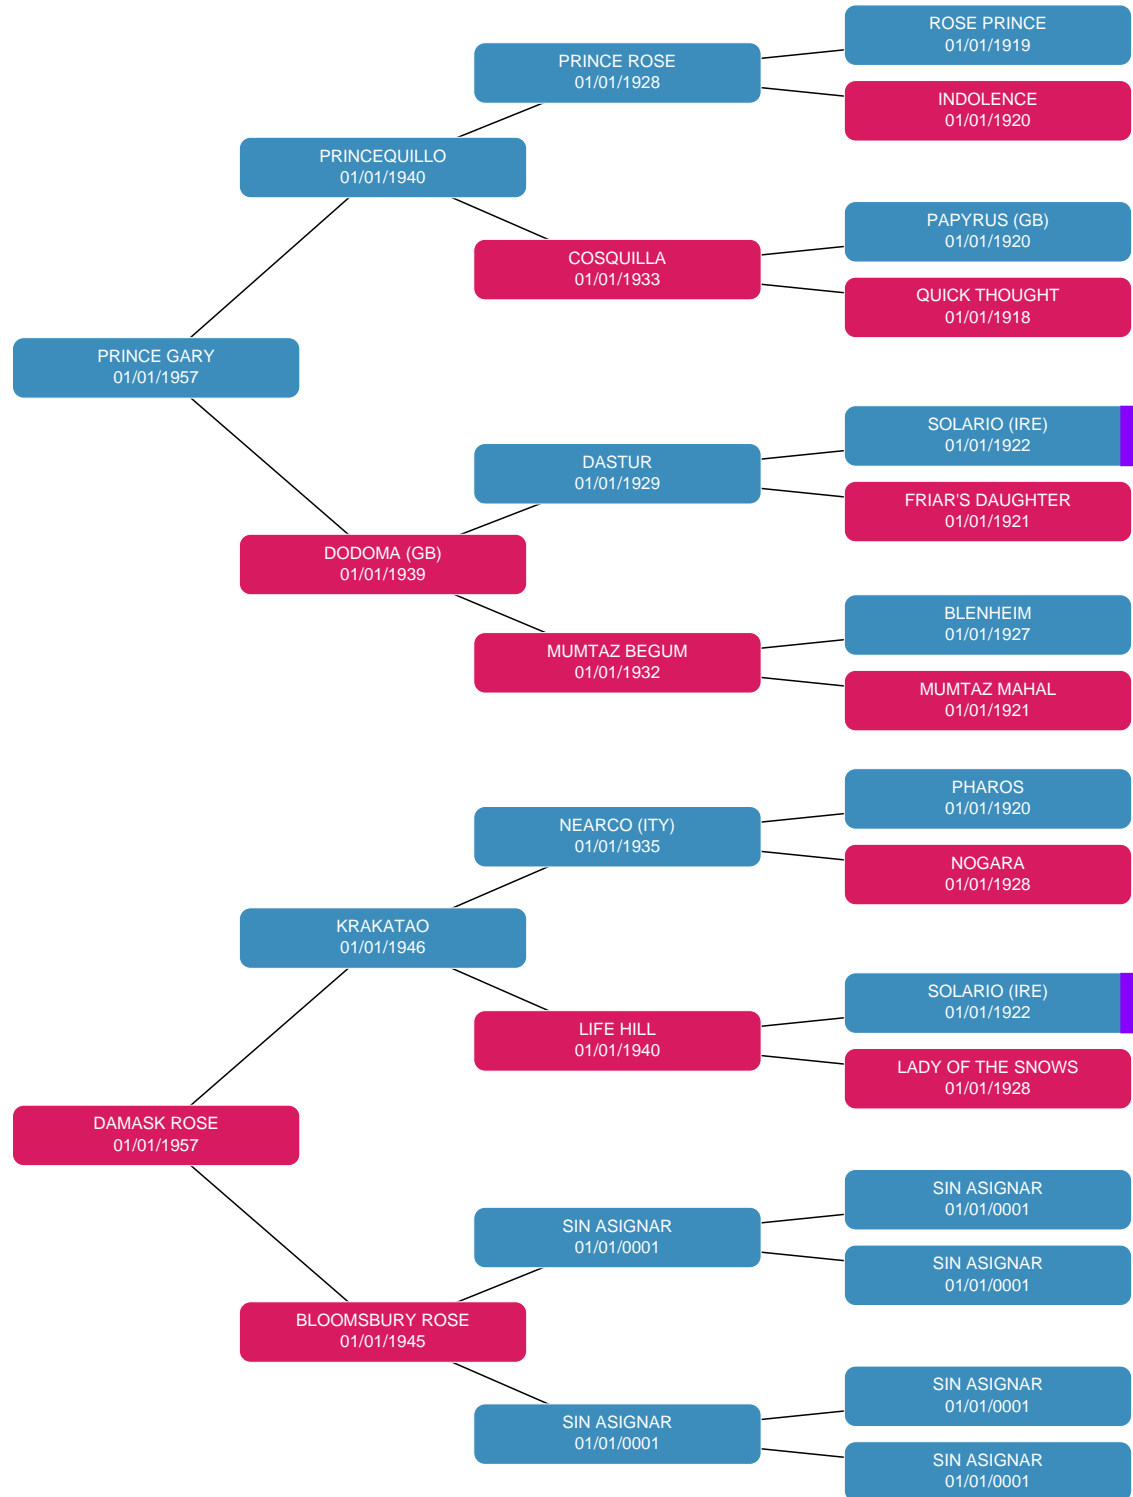 ROSE PRINCE
01/01/1919
PRINCE ROSE
01/01/1928
INDOLENCE
01/01/1920
PRINCEQUILLO
01/01/1940
PAPYRUS (GB)
01/01/1920
COSQUILLA
01/01/1933
QUICK THOUGHT
01/01/1918
PRINCE GARY
01/01/1957
SOLARIO (IRE)
01/01/1922
DASTUR
01/01/1929
FRIAR'S DAUGHTER
01/01/1921
DODOMA (GB)
01/01/1939
BLENHEIM
01/01/1927
MUMTAZ BEGUM
01/01/1932
MUMTAZ MAHAL
01/01/1921
PHAROS
01/01/1920
NEARCO (ITY)
01/01/1935
NOGARA
01/01/1928
KRAKATAO
01/01/1946
SOLARIO (IRE)
01/01/1922
LIFE HILL
01/01/1940
LADY OF THE SNOWS
01/01/1928
DAMASK ROSE
01/01/1957
SIN ASIGNAR
01/01/0001
SIN ASIGNAR
01/01/0001
SIN ASIGNAR
01/01/0001
BLOOMSBURY ROSE
01/01/1945
SIN ASIGNAR
01/01/0001
SIN ASIGNAR
01/01/0001
SIN ASIGNAR
01/01/0001